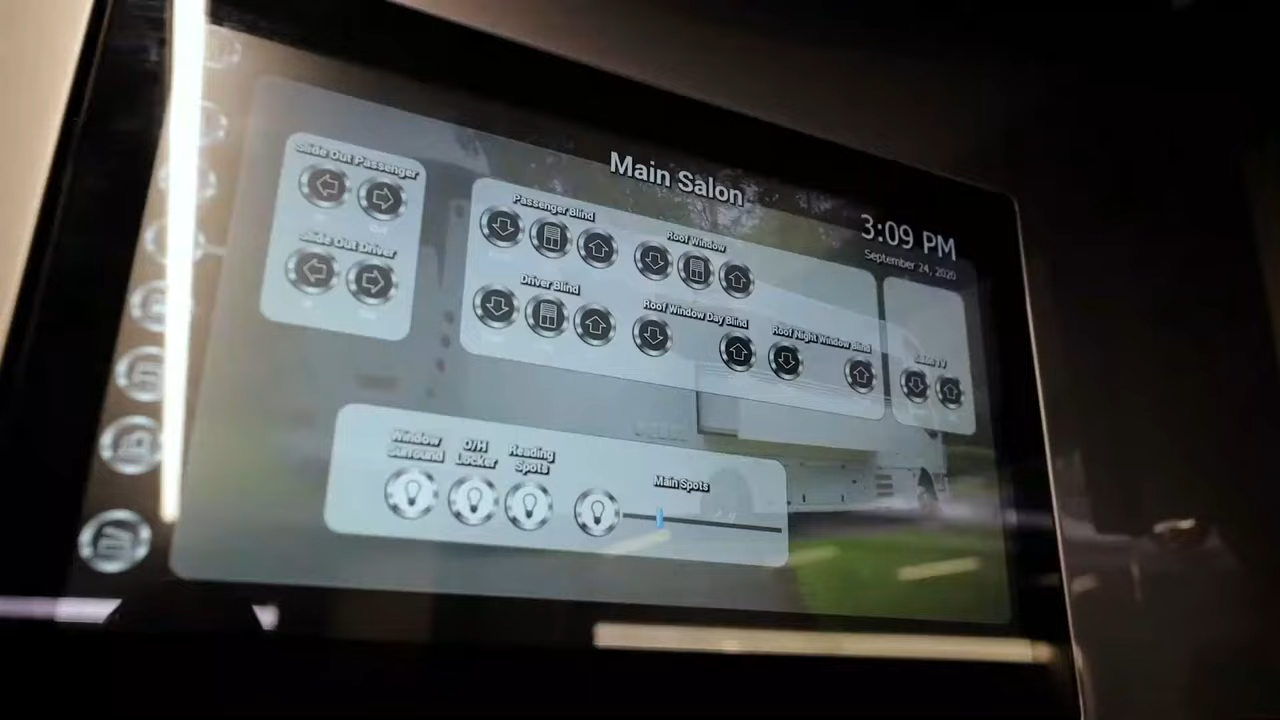 Main Salon
3:09 PM
September 24, 2020
Slide Out Passenger
Out
Slide Out Driver
Passenger Blind
Roof Window
Driver Blind
Roof Window Day Blind
Roof Night Window Blind
Window
Surround
O/H
Locker
Reading
Spots
Main Spots